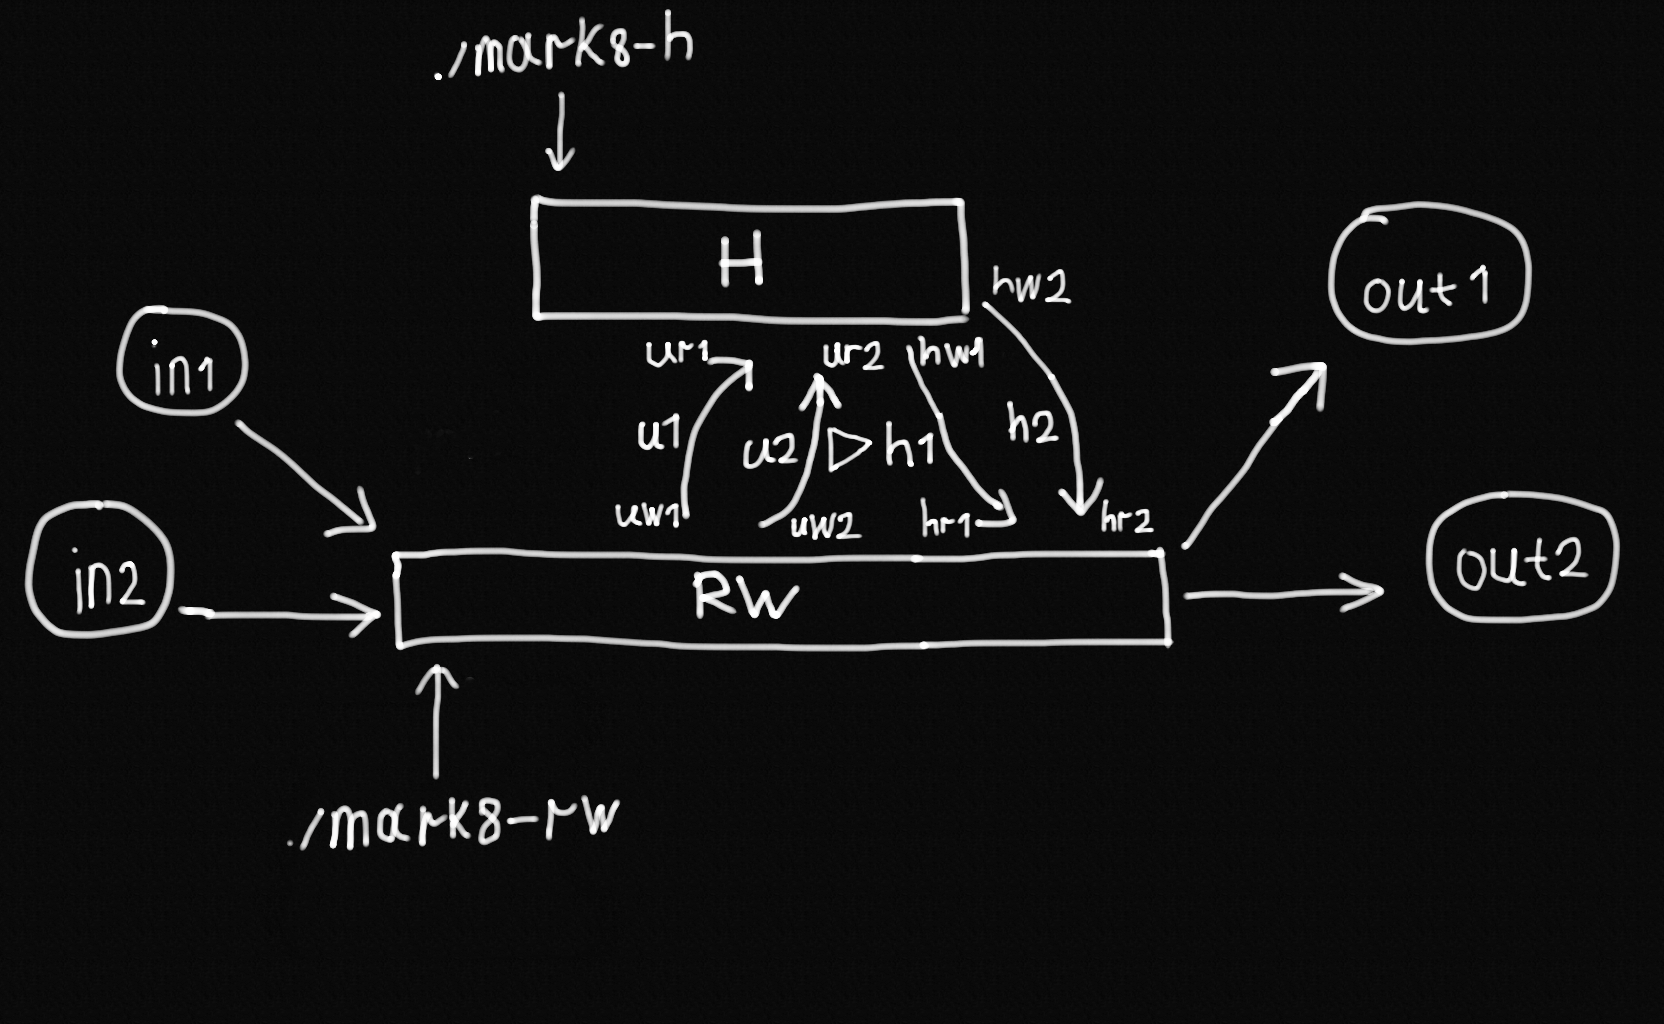 ./mark8-h
H
hw2
out1
in1
ur1
ur2
hw1
u1
u2
h1
h2
uw1
uw2
hr1
hr2
in2
RW
out2
./mark8-rw